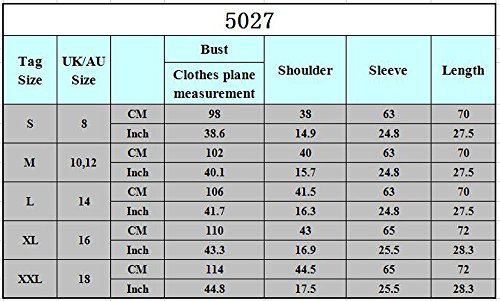 5027
Tag Size UK/AU Size Bust Clothes plane measurement Shoulder Sleeve Length
S 8 CM 98 38 63 70
Inch 38.6 14.9 24.8 27.5
M 10,12 CM 102 40 63 70
Inch 40.1 15.7 24.8 27.5
L 14 CM 106 41.5 63 70
Inch 41.7 16.3 24.8 27.5
XL 16 CM 110 43 65 72
Inch 43.3 16.9 25.5 28.3
XXL 18 CM 114 44.5 65 72
Inch 44.8 17.5 25.5 28.3